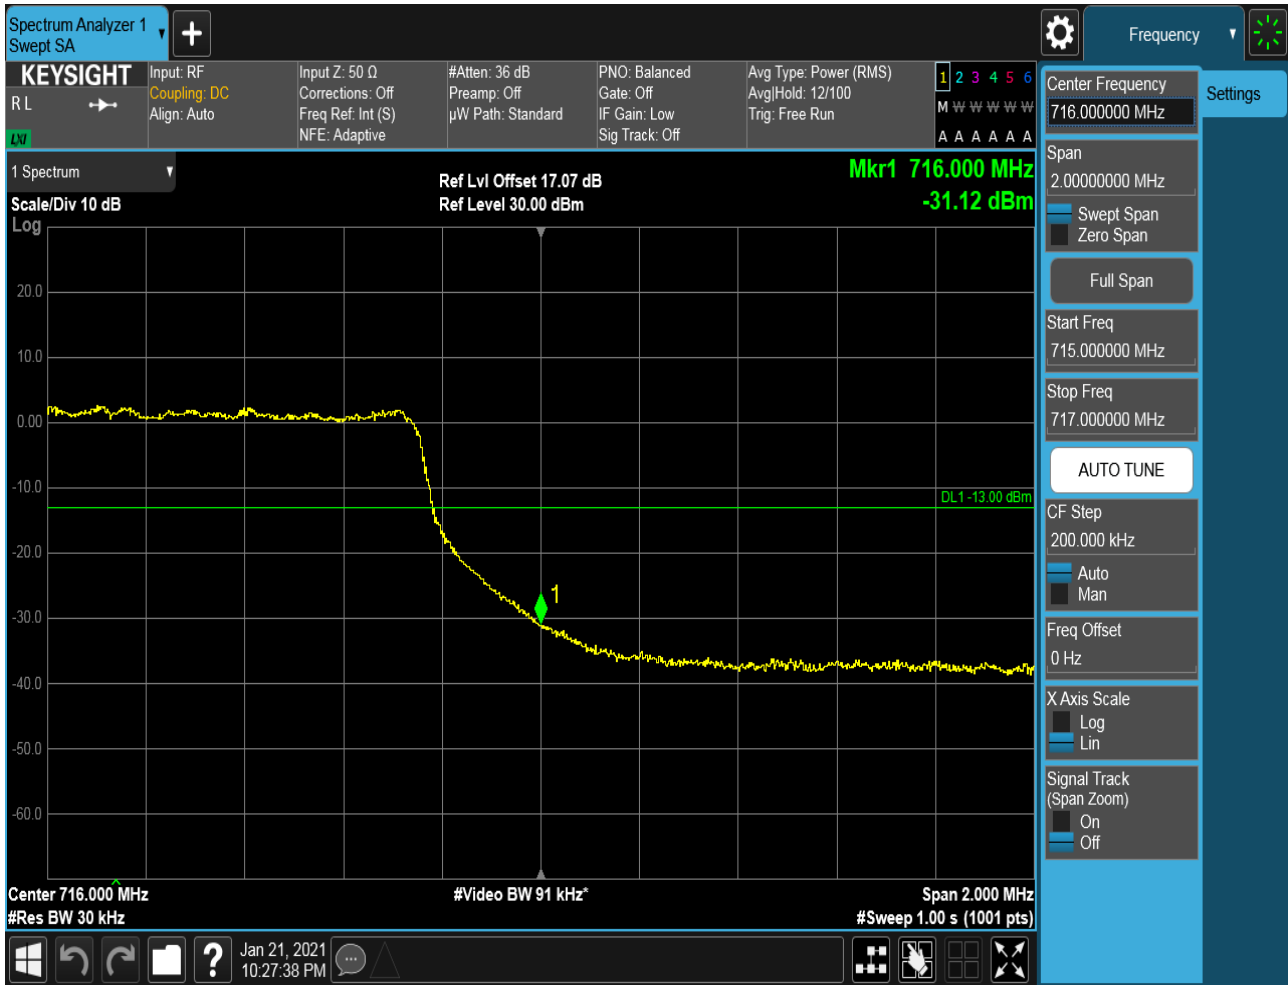 Spectrum Analyzer 1
Swept SA
Frequency
KEYSIGHT
R L
LXI
Input: RF
Coupling: DC
Align: Auto
Input Z: 50 Ω
Corrections: Off
Freq Ref: Int (S)
NFE: Adaptive
#Atten: 36 dB
Preamp: Off
µW Path: Standard
PNO: Balanced
Gate: Off
IF Gain: Low
Sig Track: Off
Avg Type: Power (RMS)
Avg|Hold: 12/100
Trig: Free Run
1 2 3 4 5 6
M W W W W W
A A A A A A
1 Spectrum
Scale/Div 10 dB
Log
Ref Lvl Offset 17.07 dB
Ref Level 30.00 dBm
Mkr1 716.000 MHz
-31.12 dBm
20.0
10.0
0.00
-10.0
-20.0
-30.0
-40.0
-50.0
-60.0
DL1 -13.00 dBm
1
Center 716.000 MHz
#Res BW 30 kHz
#Video BW 91 kHz*
Span 2.000 MHz
#Sweep 1.00 s (1001 pts)
Center Frequency
716.000000 MHz
Settings
Span
2.00000000 MHz
Swept Span
Zero Span
Full Span
Start Freq
715.000000 MHz
Stop Freq
717.000000 MHz
AUTO TUNE
CF Step
200.000 kHz
Auto
Man
Freq Offset
0 Hz
X Axis Scale
Log
Lin
Signal Track
(Span Zoom)
On
Off
?
Jan 21, 2021
10:27:38 PM